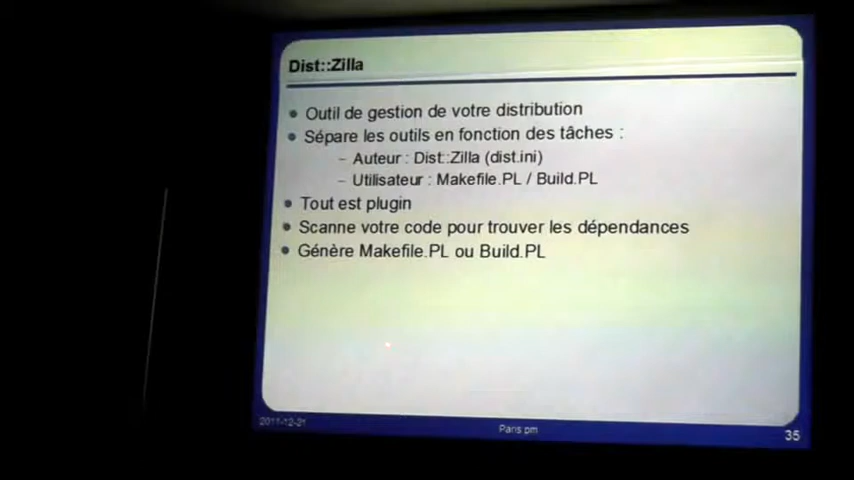 Dist::Zilla
Outil de gestion de votre distribution
Sépare les outils en fonction des tâches :
– Auteur : Dist::Zilla (dist.ini)
– Utilisateur : Makefile.PL / Build.PL
Tout est plugin
Scanne votre code pour trouver les dépendances
Génère Makefile.PL ou Build.PL
2011-12-21
Paris pm
35